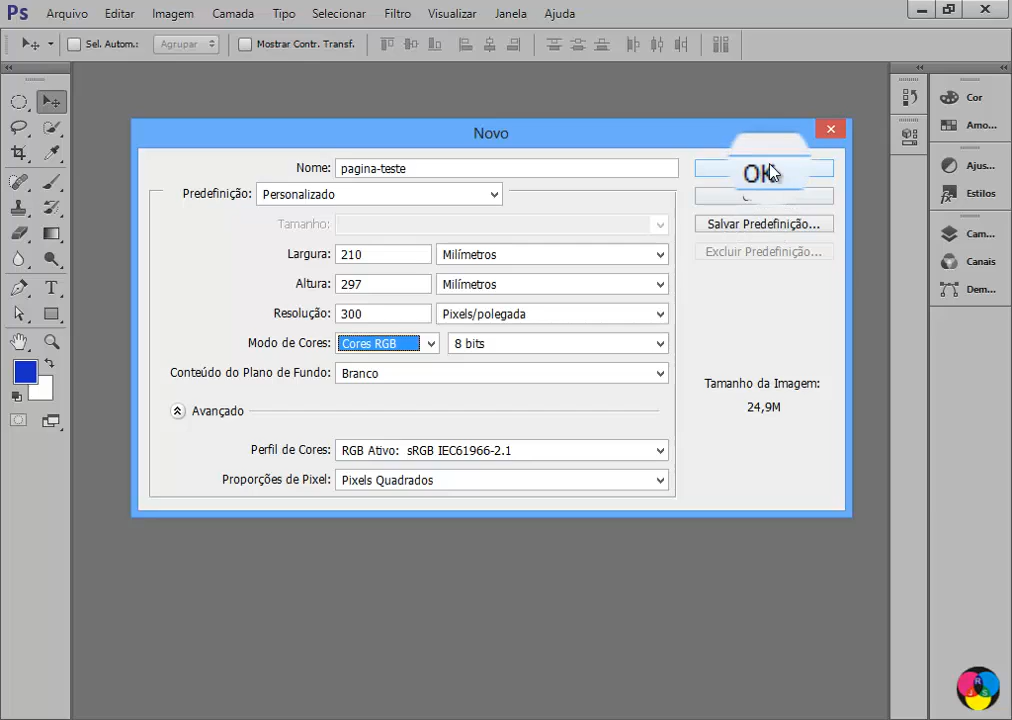 Ps Arquivo Editar Imagem Camada Tipo Selecionar Filtro Visualizar Janela Ajuda
Sel. Autom.: Agrupar Mostrar Contr. Transf.
Novo
Nome: pagina-teste
OK
Predefinição: Personalizado
Tamanho:
Salvar Predefinição...
Largura: 210 Milímetros
Excluir Predefinição...
Altura: 297 Milímetros
Resolução: 300 Pixels/polegada
Modo de Cores: Cores RGB 8 bits
Conteúdo do Plano de Fundo: Branco
Tamanho da Imagem:
24,9M
Avançado
Perfil de Cores: RGB Ativo: sRGB IEC61966-2.1
Proporções de Pixel: Pixels Quadrados
Cor
Amo...
Ajus...
Estilos
Cam...
Canais
Dem...
T
R
J S